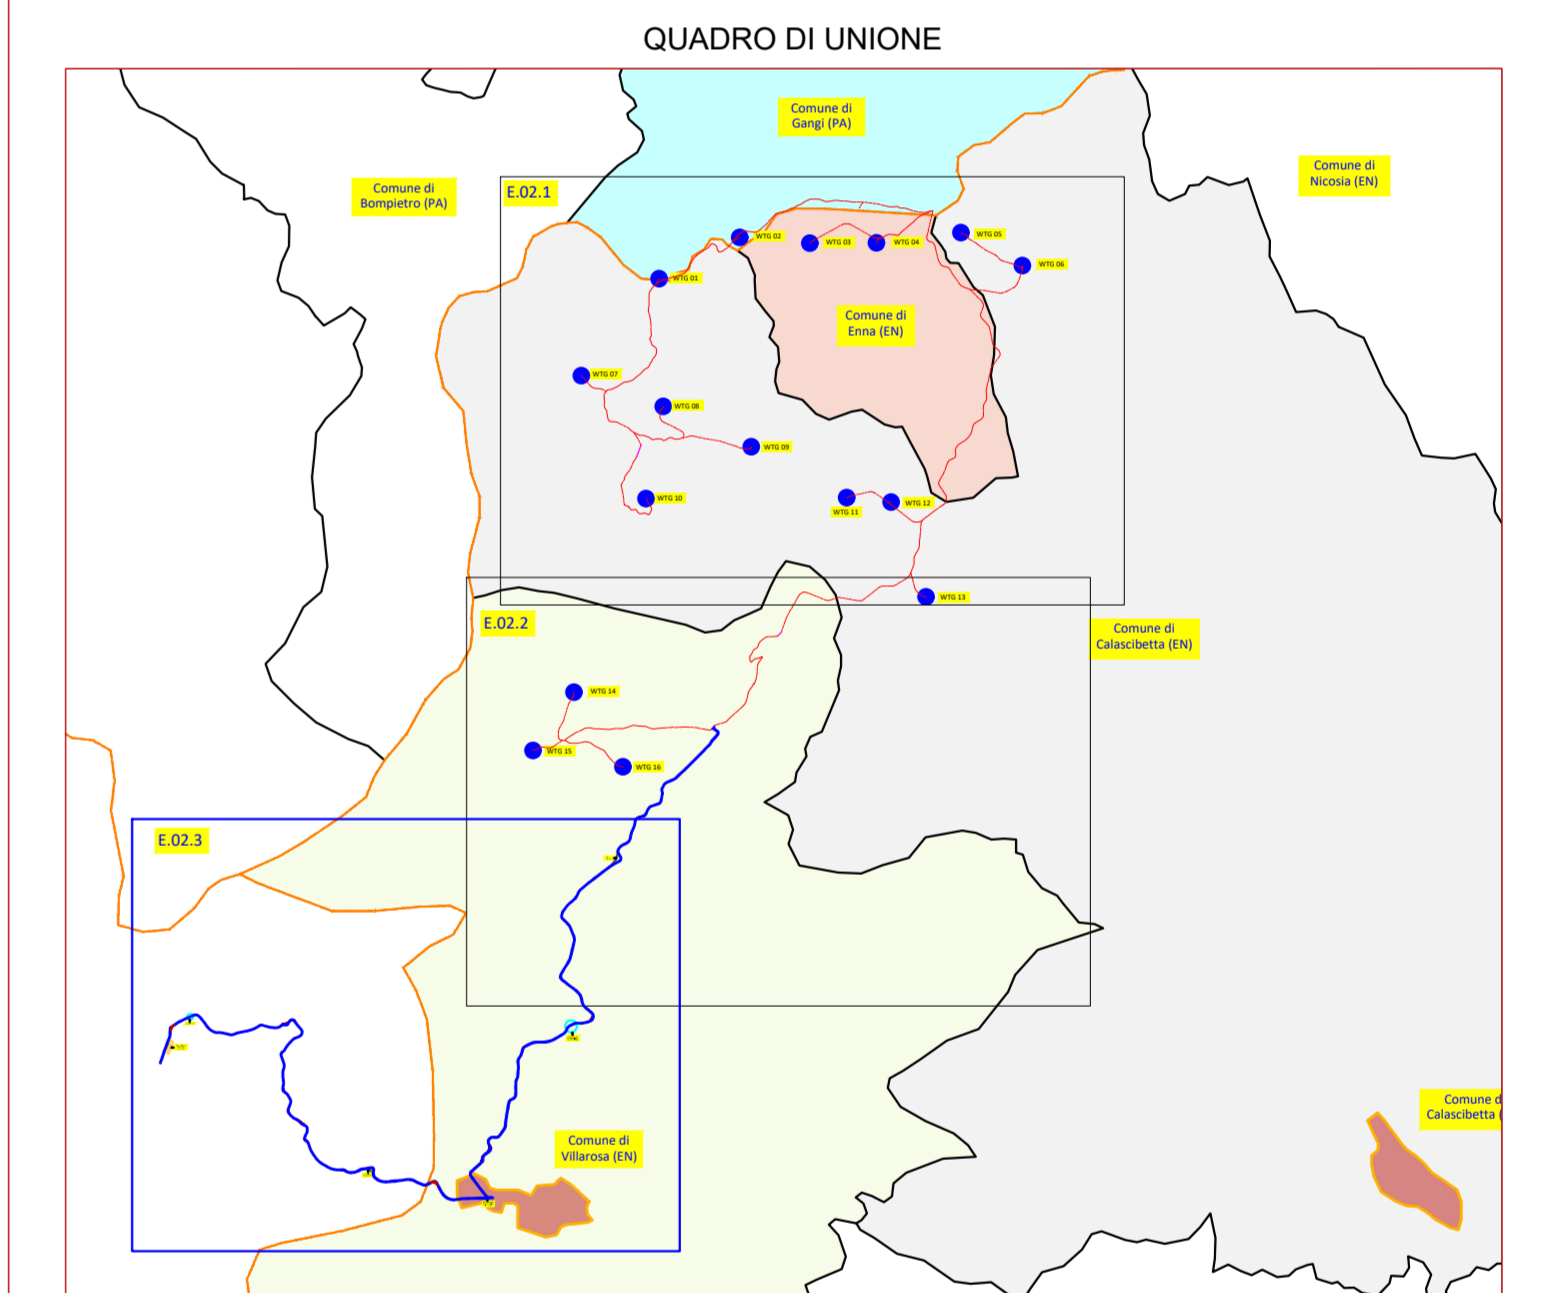 QUADRO DI UNIONE
Comune di
Gangi (PA)
Comune di
Nicosia (EN)
Comune di
Bompietro (PA)
E.02.1
WTG 02
WTG 03
WTG 04
WTG 05
WTG 06
WTG 01
Comune di
Enna (EN)
WTG 07
WTG 08
WTG 09
WTG 10
WTG 11
WTG 12
WTG 13
E.02.2
Comune di
Calascibetta (EN)
WTG 14
WTG 15
WTG 16
E.02.3
Comune d
Calascibetta (
Comune di
Villarosa (EN)